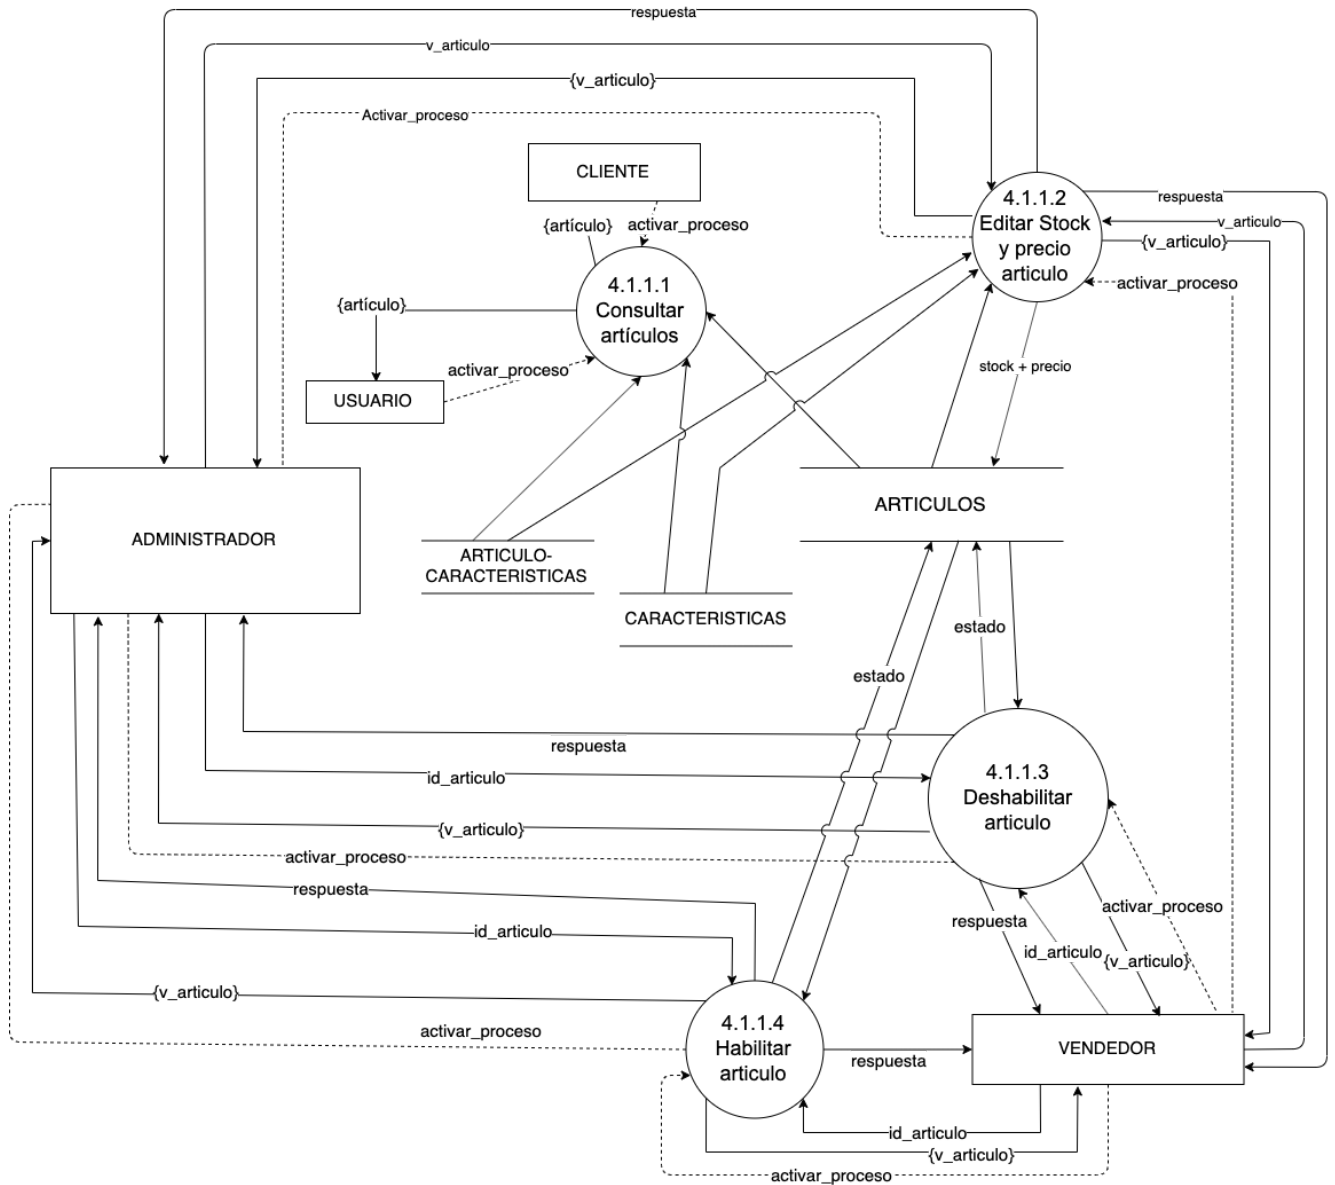 respuesta
v_articulo
{v_articulo}
Activar_proceso
CLIENTE
{artículo}
activar_proceso
4.1.1.2
Editar Stock
y precio
articulo
respuesta
v_articulo
{v_articulo}
activar_proceso
4.1.1.1
Consultar
artículos
{artículo}
activar_proceso
USUARIO
stock + precio
ARTICULOS
ADMINISTRADOR
ARTICULO-
CARACTERISTICAS
CARACTERISTICAS
estado
estado
respuesta
id_articulo
4.1.1.3
Deshabilitar
articulo
{v_articulo}
activar_proceso
respuesta
id_articulo
respuesta
activar_proceso
id_articulo
{v_articulo}
{v_articulo}
activar_proceso
4.1.1.4
Habilitar
articulo
respuesta
VENDEDOR
id_articulo
{v_articulo}
activar_proceso